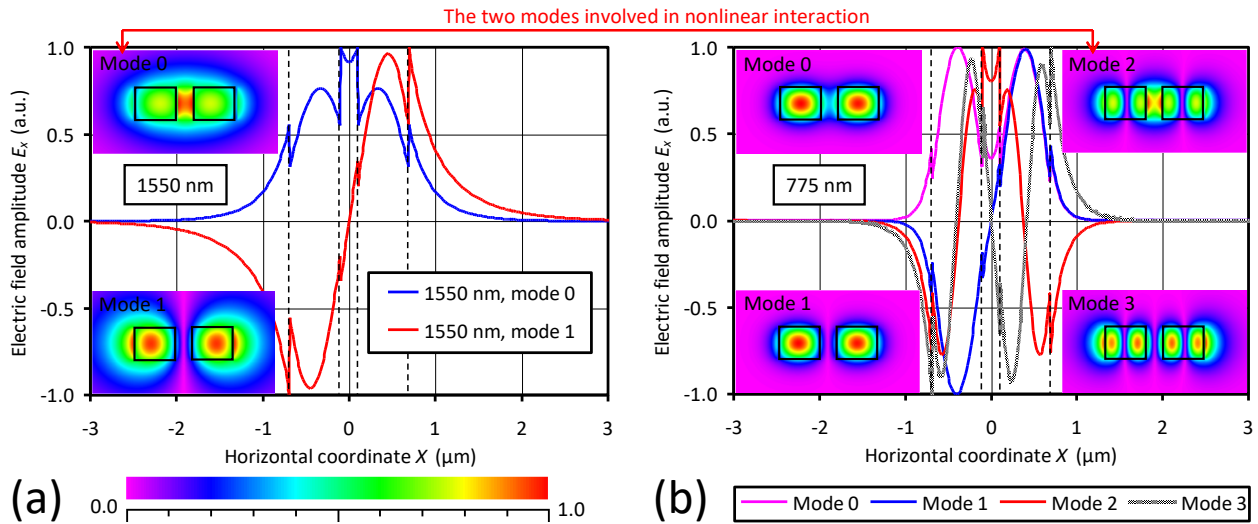 The two modes involved in nonlinear interaction
Electric field amplitude Eₓ (a.u.)
1.0
0.5
0.0
-0.5
-1.0
Mode 0
1550 nm
Mode 1
1550 nm, mode 0
1550 nm, mode 1
-3 -2 -1 0 1 2 3
Horizontal coordinate X (μm)
(a)
0.0 1.0
Electric field amplitude Eₓ (a.u.)
1.0
0.5
0.0
-0.5
-1.0
Mode 0
Mode 2
775 nm
Mode 1
Mode 3
-3 -2 -1 0 1 2 3
Horizontal coordinate X (μm)
(b)
Mode 0 Mode 1 Mode 2 Mode 3